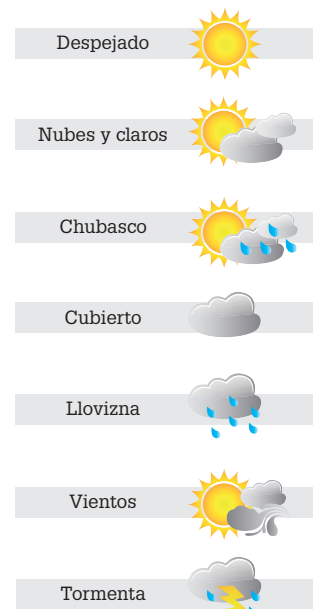 Despejado
Nubes y claros
Chubasco
Cubierto
Llovizna
Vientos
Tormenta